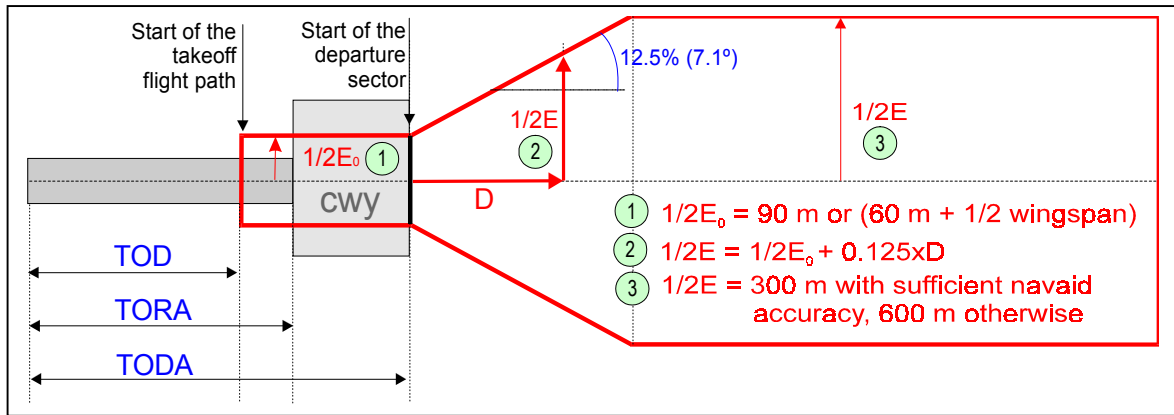 Start of the
takeoff
flight path
Start of the
departure
sector
12.5% (7.1º)
1/2E₀ 1
1/2E
2
1/2E
3
cwy
D
TOD
TORA
TODA
1 1/2E₀ = 90 m or (60 m + 1/2 wingspan)
2 1/2E = 1/2E₀ + 0.125xD
3 1/2E = 300 m with sufficient navaid
accuracy, 600 m otherwise